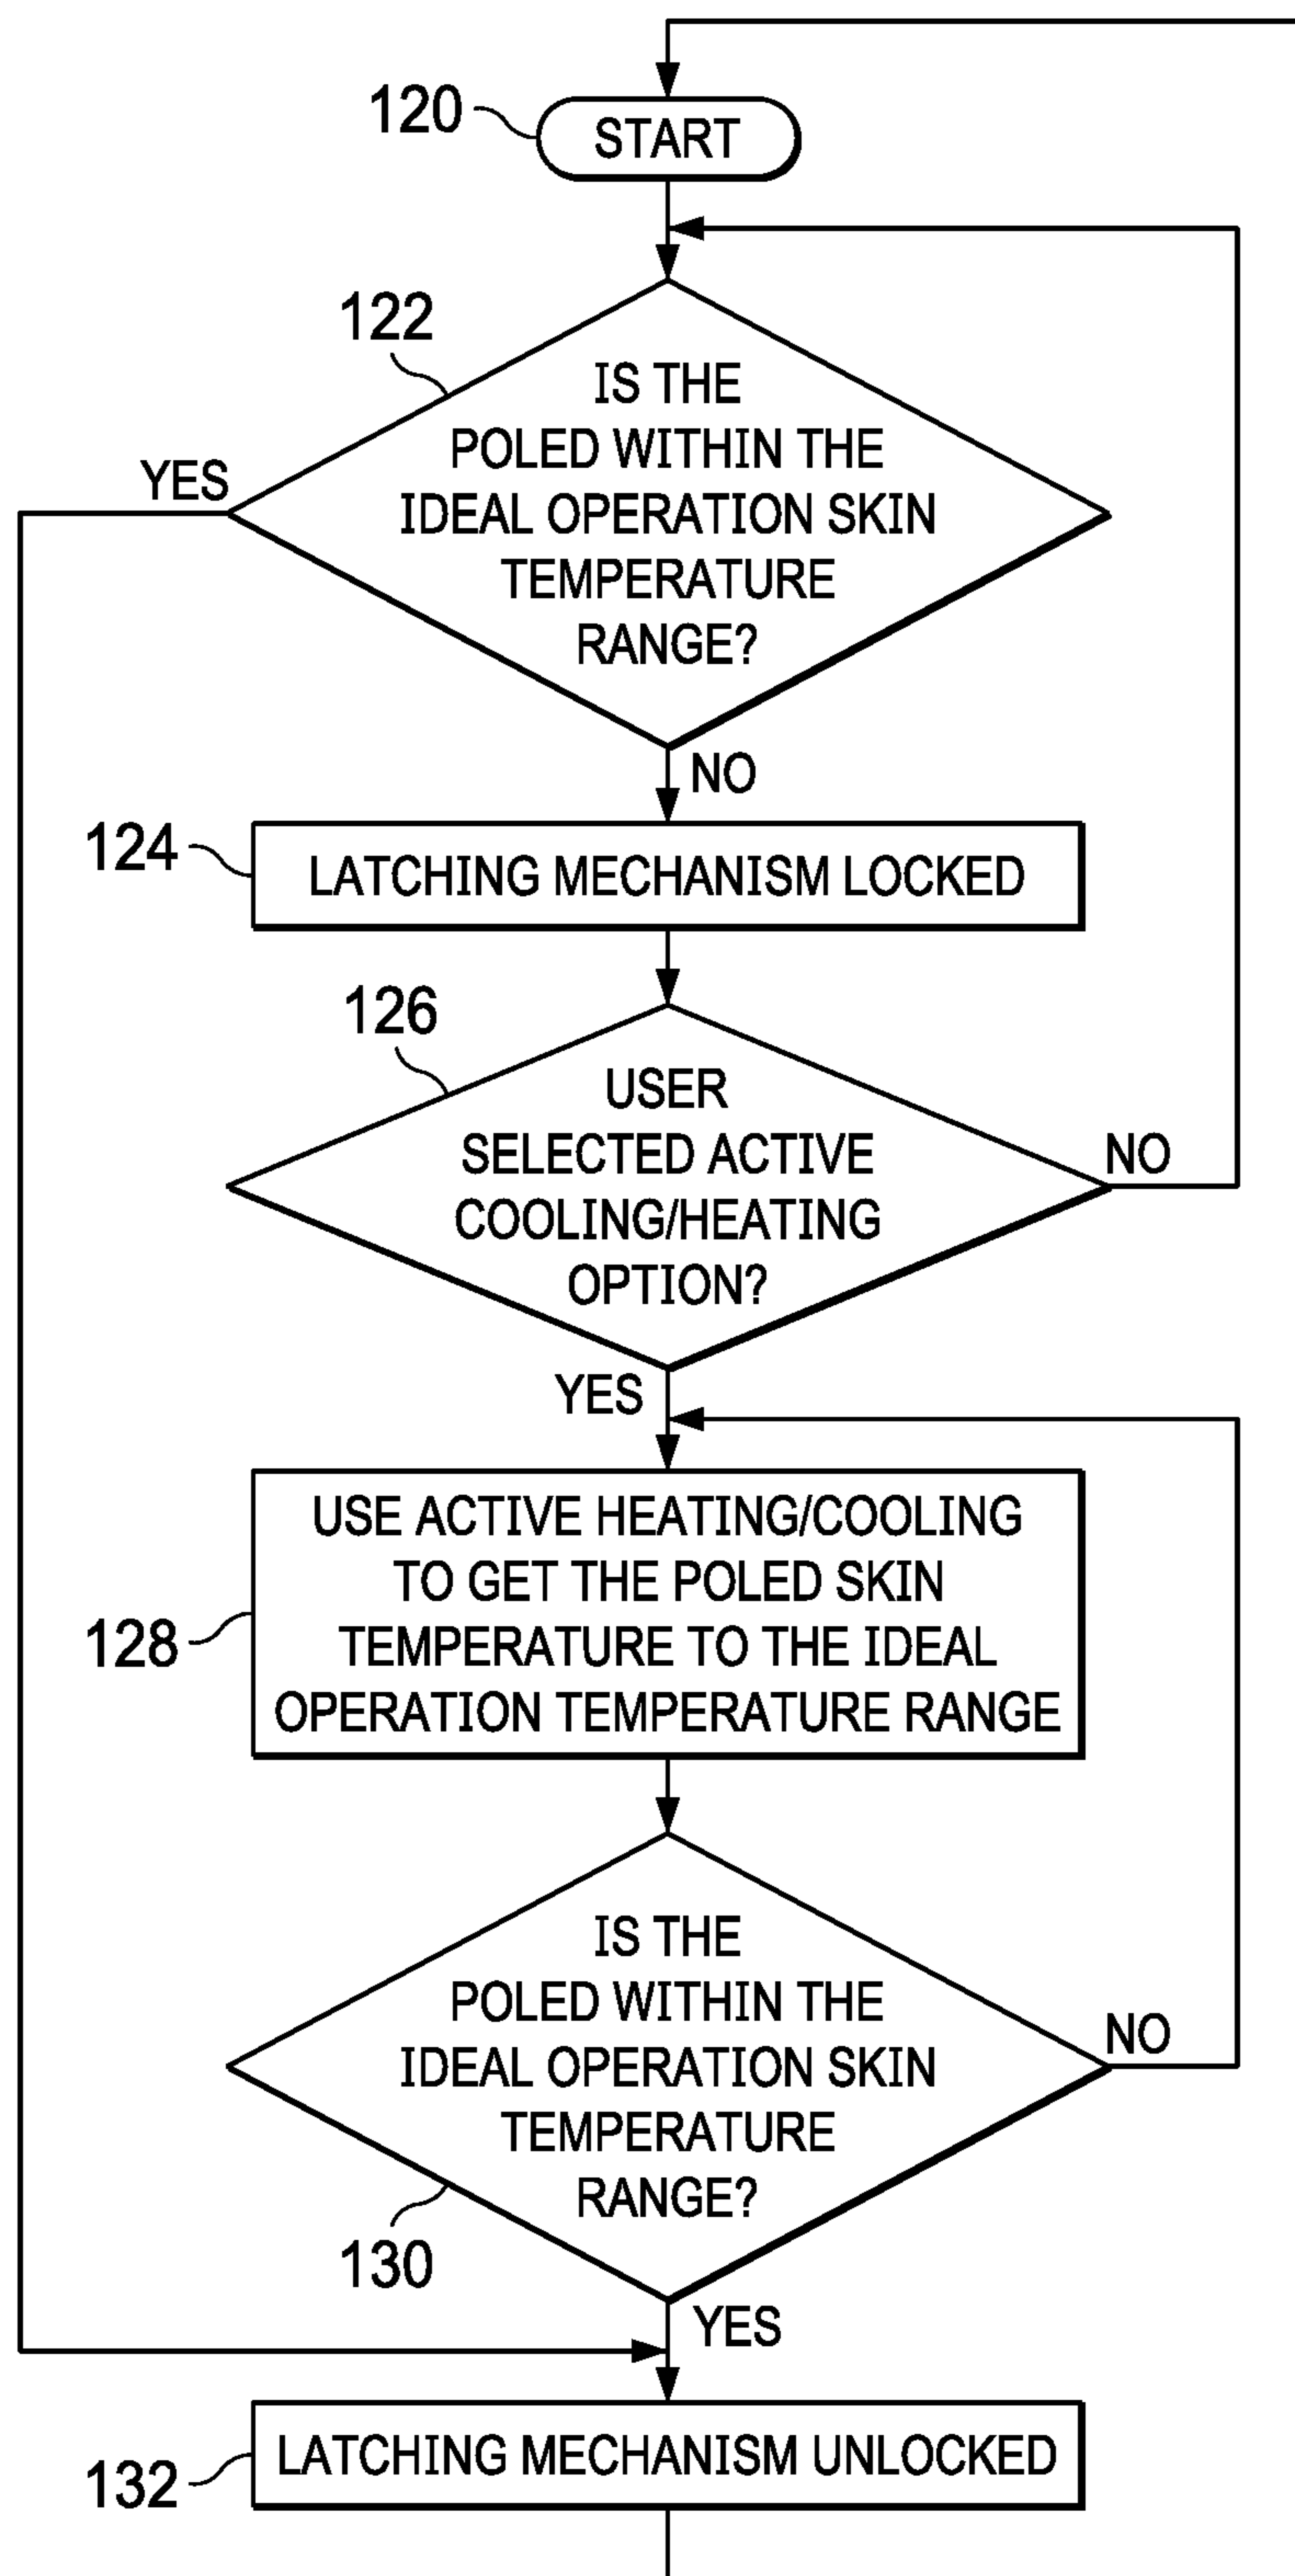 120
START
122
IS THE
POLED WITHIN THE
IDEAL OPERATION SKIN
TEMPERATURE
RANGE?
YES
NO
124
LATCHING MECHANISM LOCKED
126
USER
SELECTED ACTIVE
COOLING/HEATING
OPTION?
NO
YES
128
USE ACTIVE HEATING/COOLING
TO GET THE POLED SKIN
TEMPERATURE TO THE IDEAL
OPERATION TEMPERATURE RANGE
IS THE
POLED WITHIN THE
IDEAL OPERATION SKIN
TEMPERATURE
RANGE?
NO
130
YES
132
LATCHING MECHANISM UNLOCKED